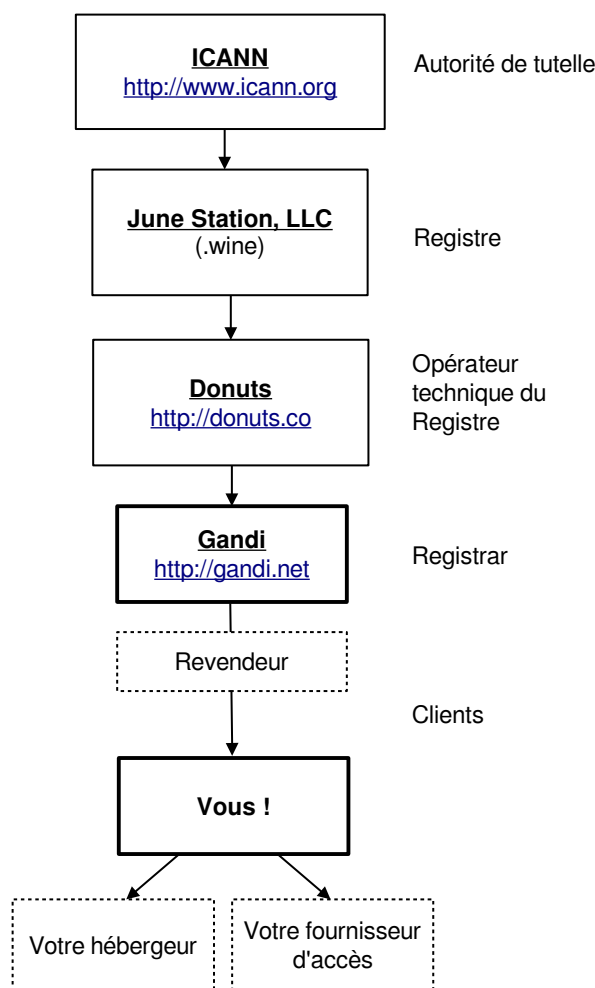 ICANN
http://www.icann.org
Autorité de tutelle
June Station, LLC
(.wine)
Registre
Donuts
http://donuts.co
Opérateur
technique du
Registre
Gandi
http://gandi.net
Registrar
Revendeur
Clients
Vous !
Votre hébergeur
Votre fournisseur
d'accès